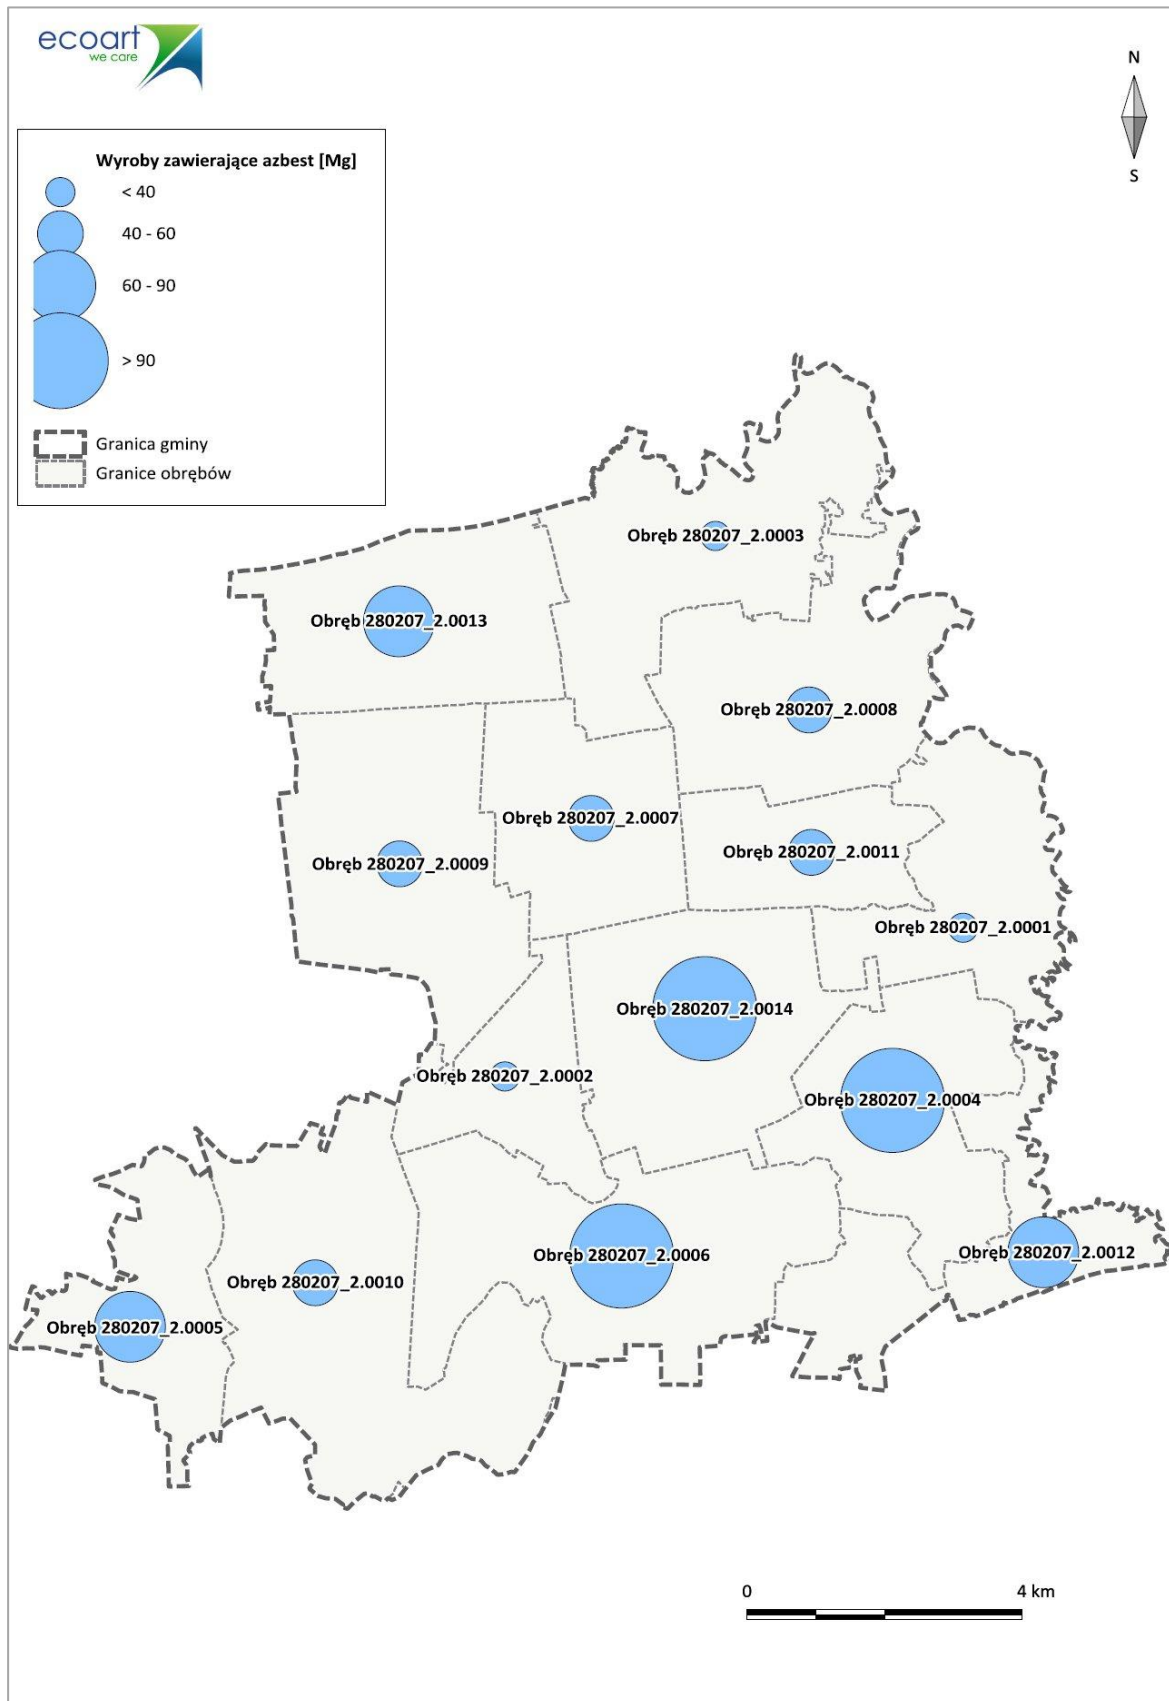 ecoart
we care
N
S
Wyroby zawierające azbest [Mg]
< 40
40 - 60
60 - 90
> 90
Granica gminy
Granice obrębów
Obręb 280207_2.0003
Obręb 280207_2.0013
Obręb 280207_2.0008
Obręb 280207_2.0007
Obręb 280207_2.0011
Obręb 280207_2.0009
Obręb 280207_2.0001
Obręb 280207_2.0014
Obręb 280207_2.0002
Obręb 280207_2.0004
Obręb 280207_2.0012
Obręb 280207_2.0006
Obręb 280207_2.0010
Obręb 280207_2.0005
0 4 km